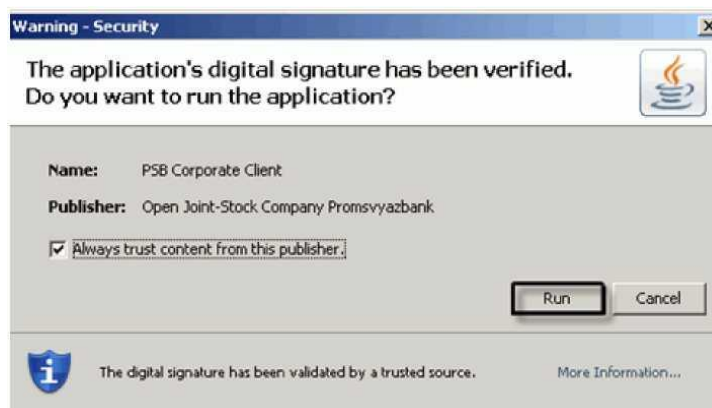 Warning - Security
The application's digital signature has been verified.
Do you want to run the application?
Name: PSB Corporate Client
Publisher: Open Joint-Stock Company Promsvyazbank
Always trust content from this publisher.
Run Cancel
The digital signature has been validated by a trusted source. More Information...